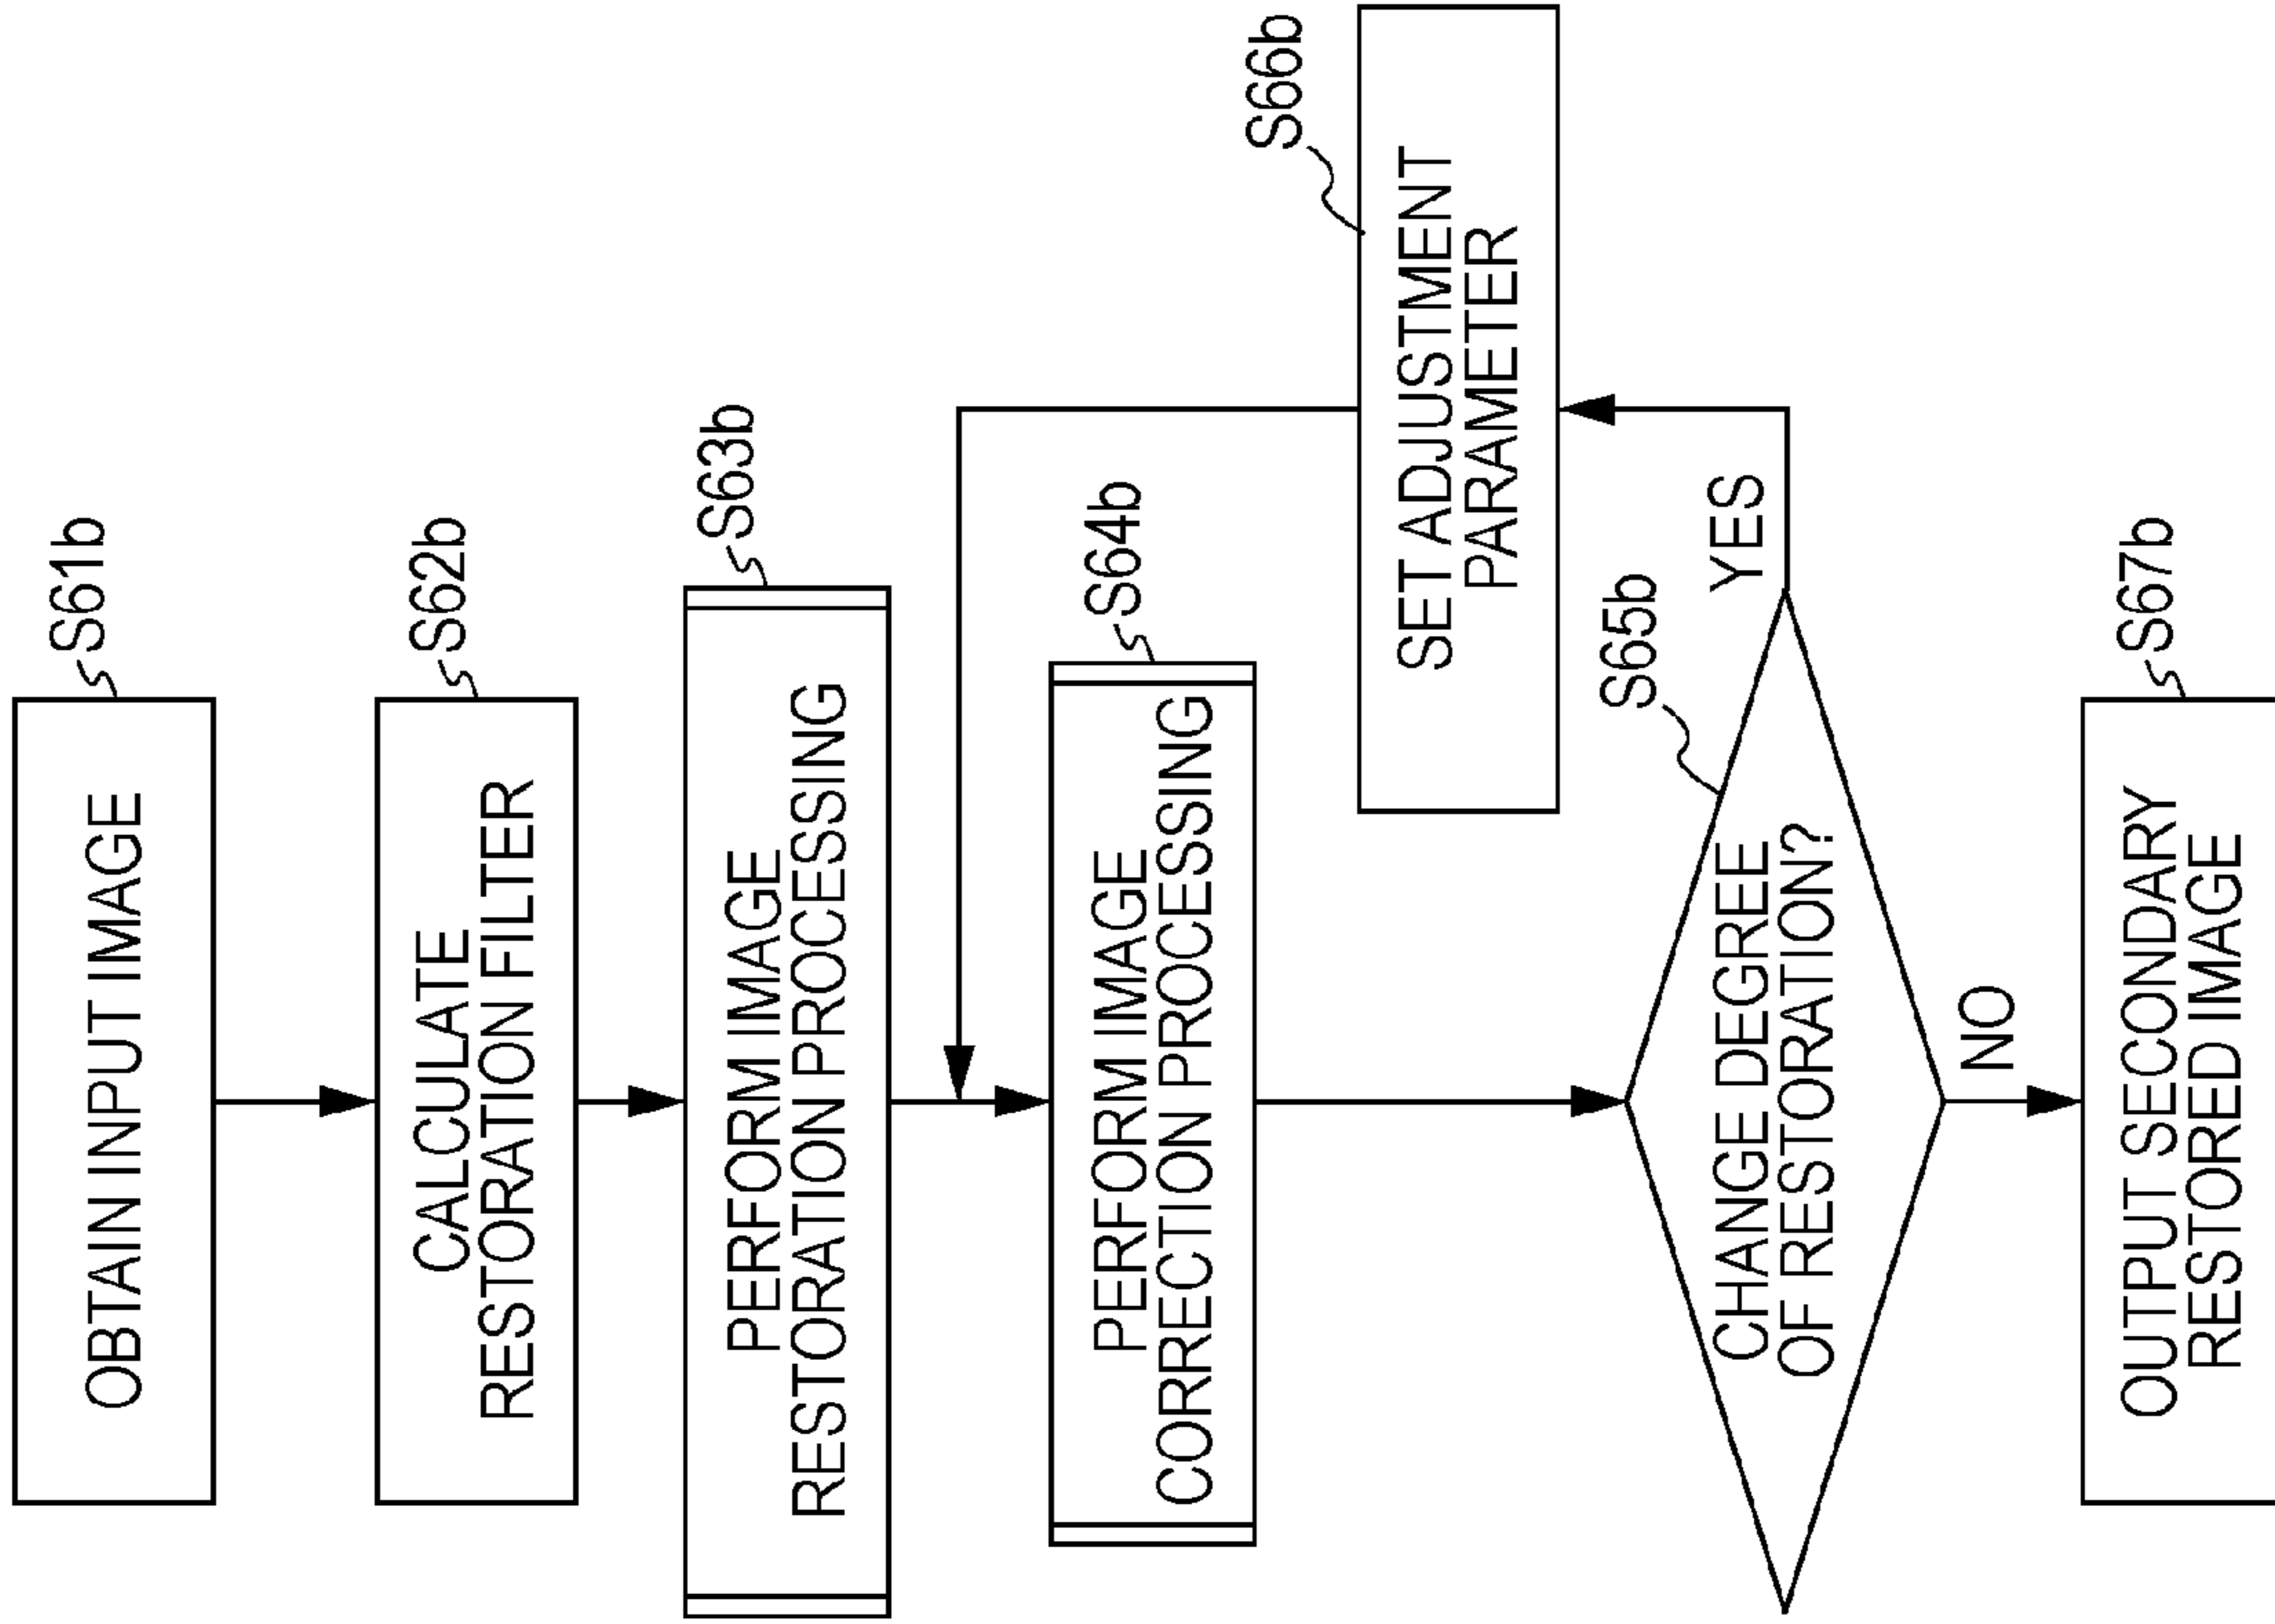 S61b
OBTAIN INPUT IMAGE
S62b
CALCULATE
RESTORATION FILTER
S63b
PERFORM IMAGE
RESTORATION PROCESSING
S64b
PERFORM IMAGE
CORRECTION PROCESSING
S66b
SET ADJUSTMENT
PARAMETER
S65b
CHANGE DEGREE
OF RESTORATION?
YES
NO
S67b
OUTPUT SECONDARY
RESTORED IMAGE